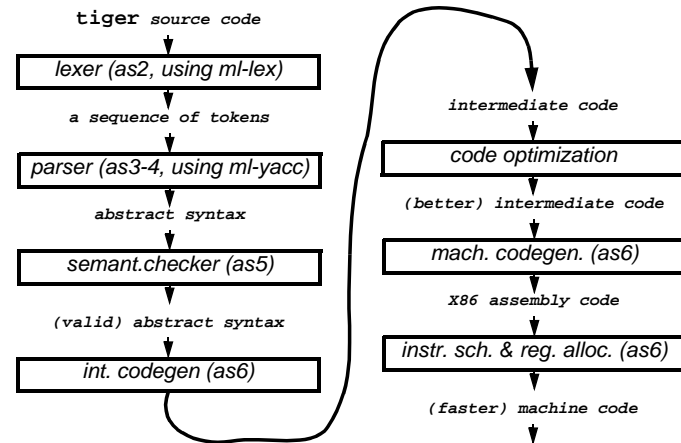 tiger source code
lexer (as2, using ml-lex)
a sequence of tokens
parser (as3-4, using ml-yacc)
abstract syntax
semant.checker (as5)
(valid) abstract syntax
int. codegen (as6)
intermediate code
code optimization
(better) intermediate code
mach. codegen. (as6)
X86 assembly code
instr. sch. & reg. alloc. (as6)
(faster) machine code